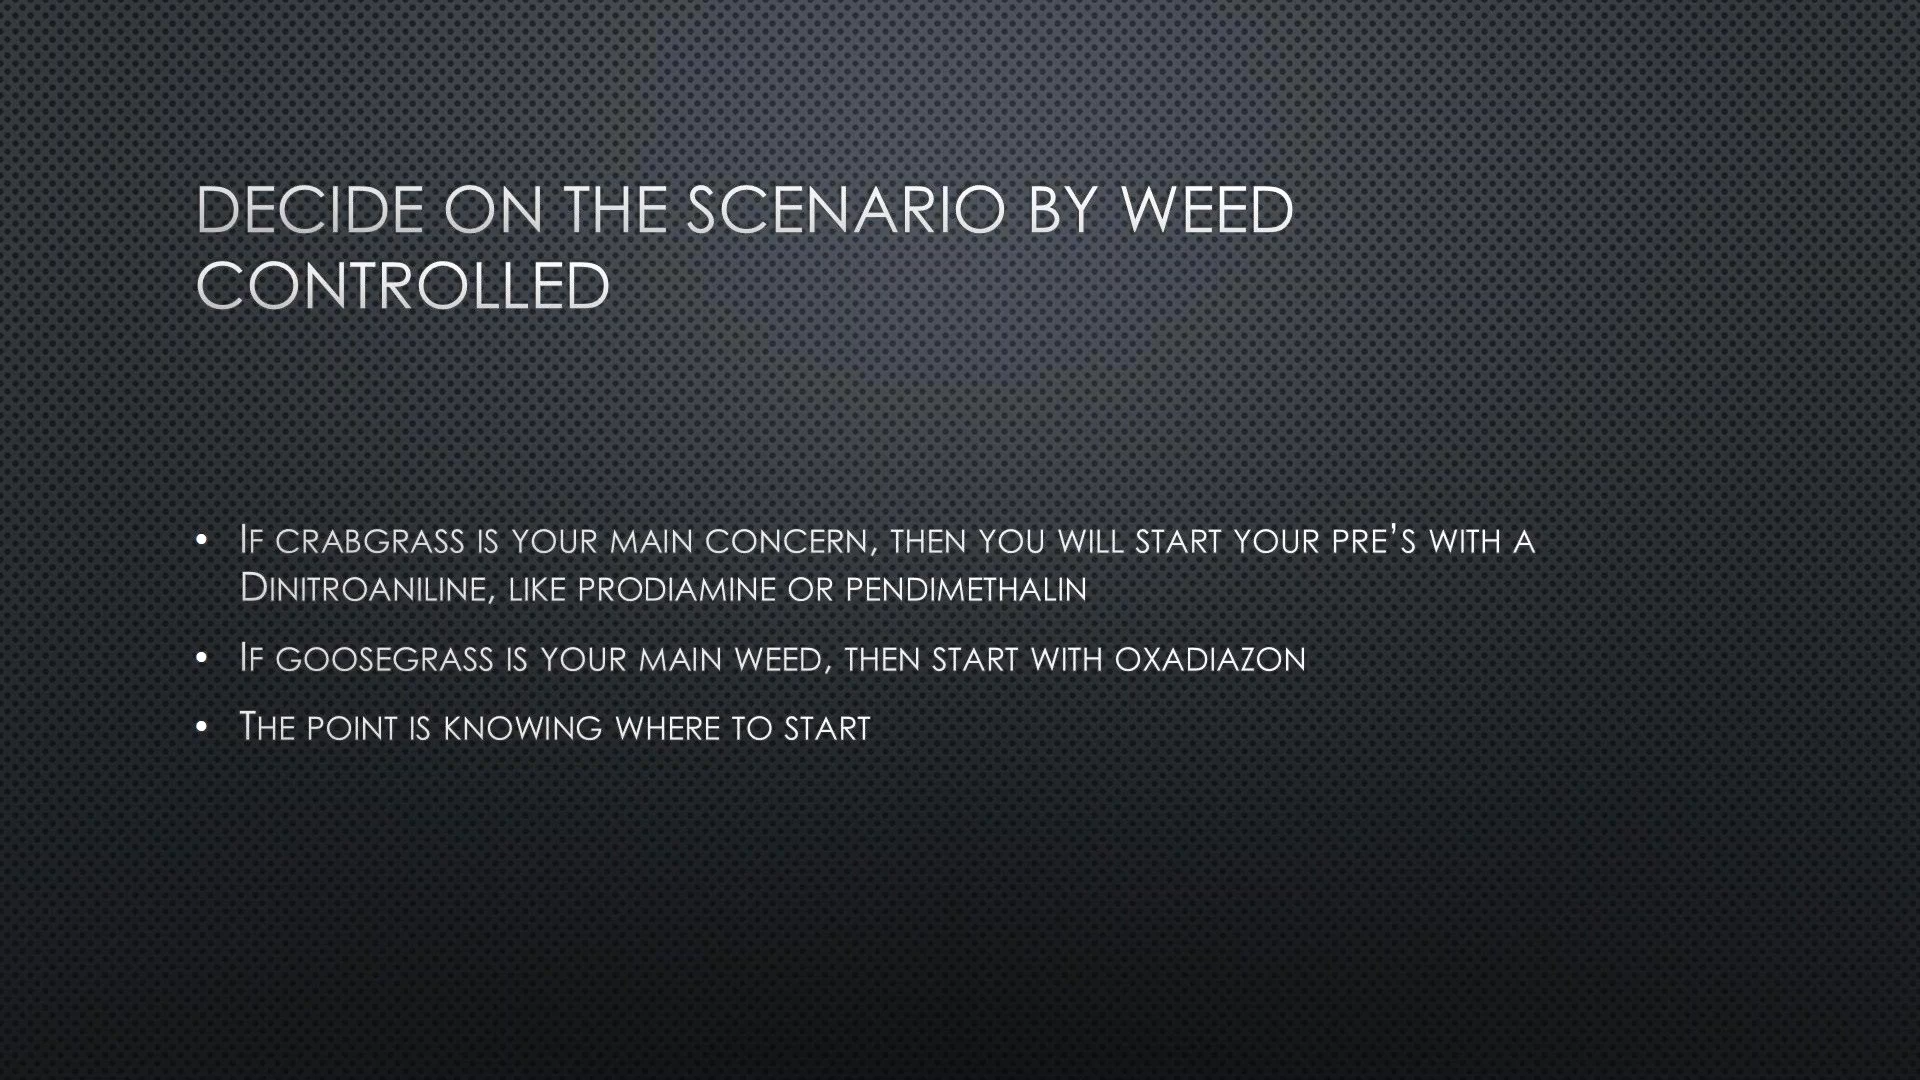 DECIDE ON THE SCENARIO BY WEED
CONTROLLED
• IF CRABGRASS IS YOUR MAIN CONCERN, THEN YOU WILL START YOUR PRE’S WITH A
DINITROANILINE, LIKE PRODIAMINE OR PENDIMETHALIN
• IF GOOSEGRASS IS YOUR MAIN WEED, THEN START WITH OXADIAZON
• THE POINT IS KNOWING WHERE TO START